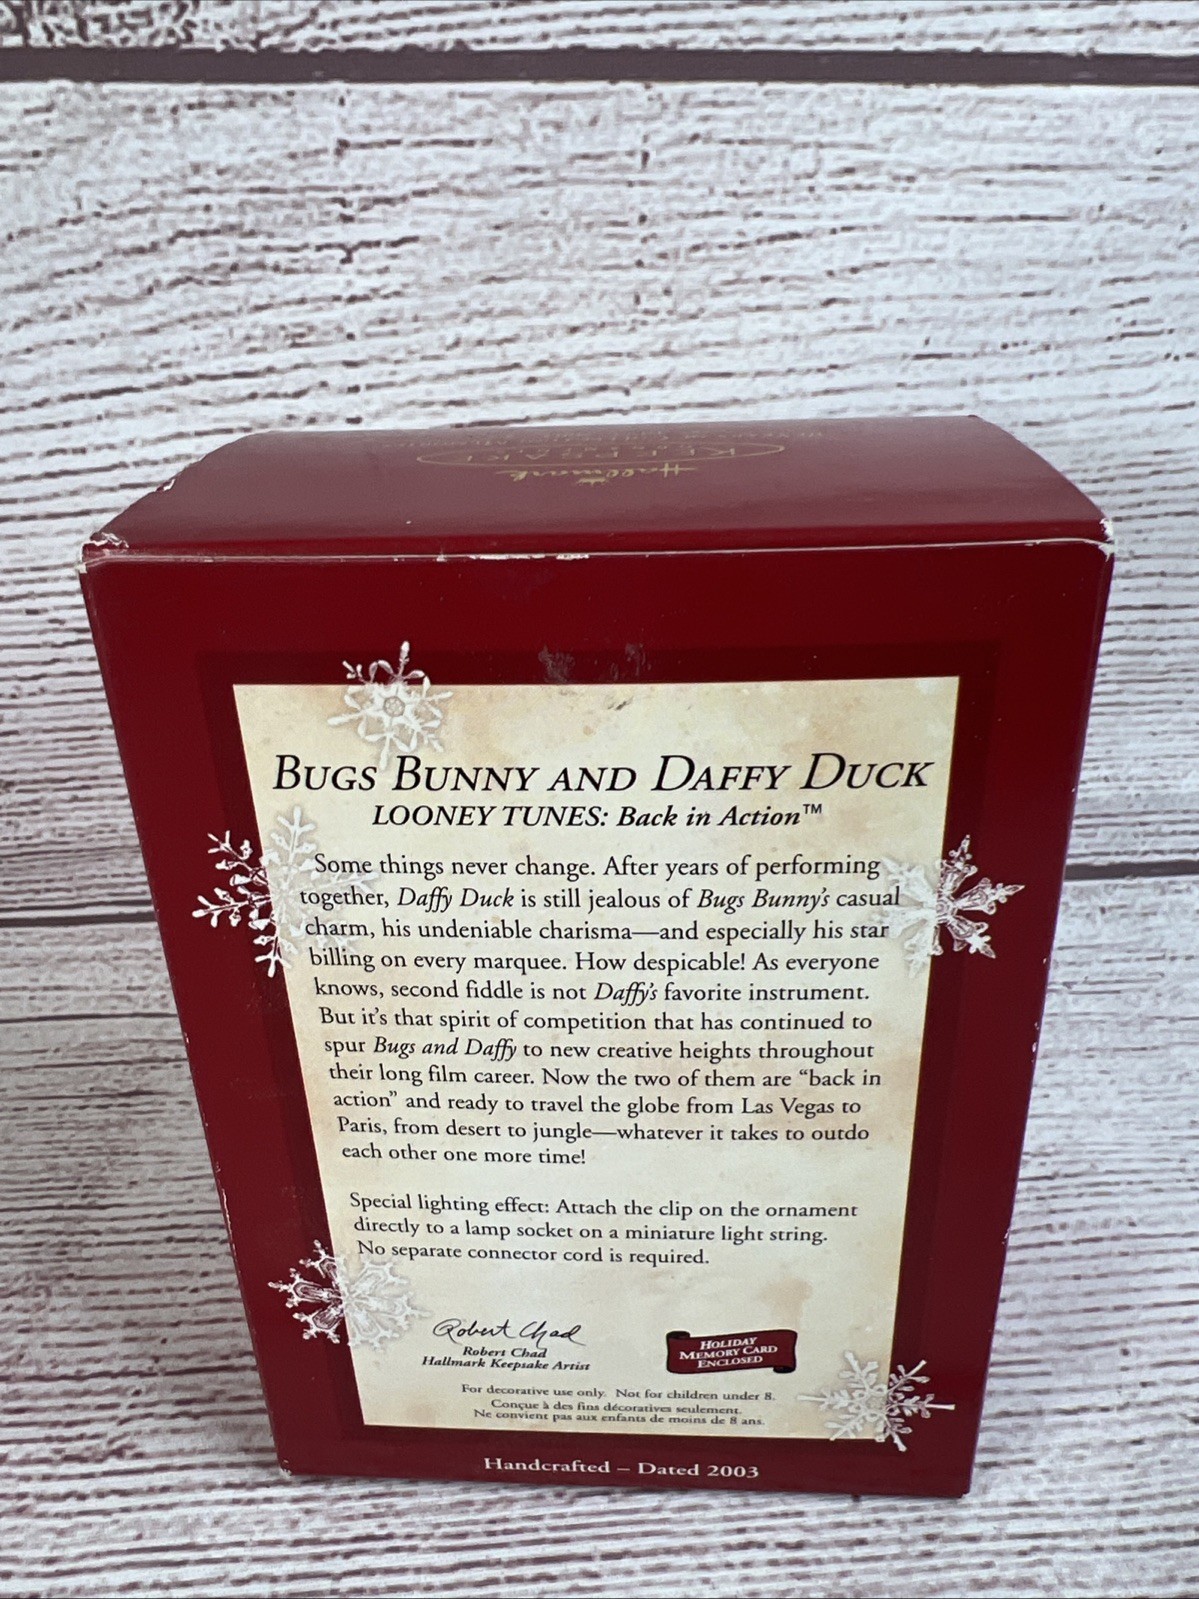 Hallmark
KEEPSAKE
BUGS BUNNY AND DAFFY DUCK
LOONEY TUNES: Back in Action™
Some things never change. After years of performing
together, Daffy Duck is still jealous of Bugs Bunny's casual
charm, his undeniable charisma—and especially his star
billing on every marquee. How despicable! As everyone
knows, second fiddle is not Daffy's favorite instrument.
But it's that spirit of competition that has continued to
spur Bugs and Daffy to new creative heights throughout
their long film career. Now the two of them are “back in
action” and ready to travel the globe from Las Vegas to
Paris, from desert to jungle—whatever it takes to outdo
each other one more time!
Special lighting effect: Attach the clip on the ornament
directly to a lamp socket on a miniature light string.
No separate connector cord is required.
Robert Chad
Robert Chad
Hallmark Keepsake Artist
HOLIDAY
MEMORY CARD
ENCLOSED
For decorative use only. Not for children under 8.
Conçue à des fins décoratives seulement.
Ne convient pas aux enfants de moins de 8 ans.
Handcrafted – Dated 2003